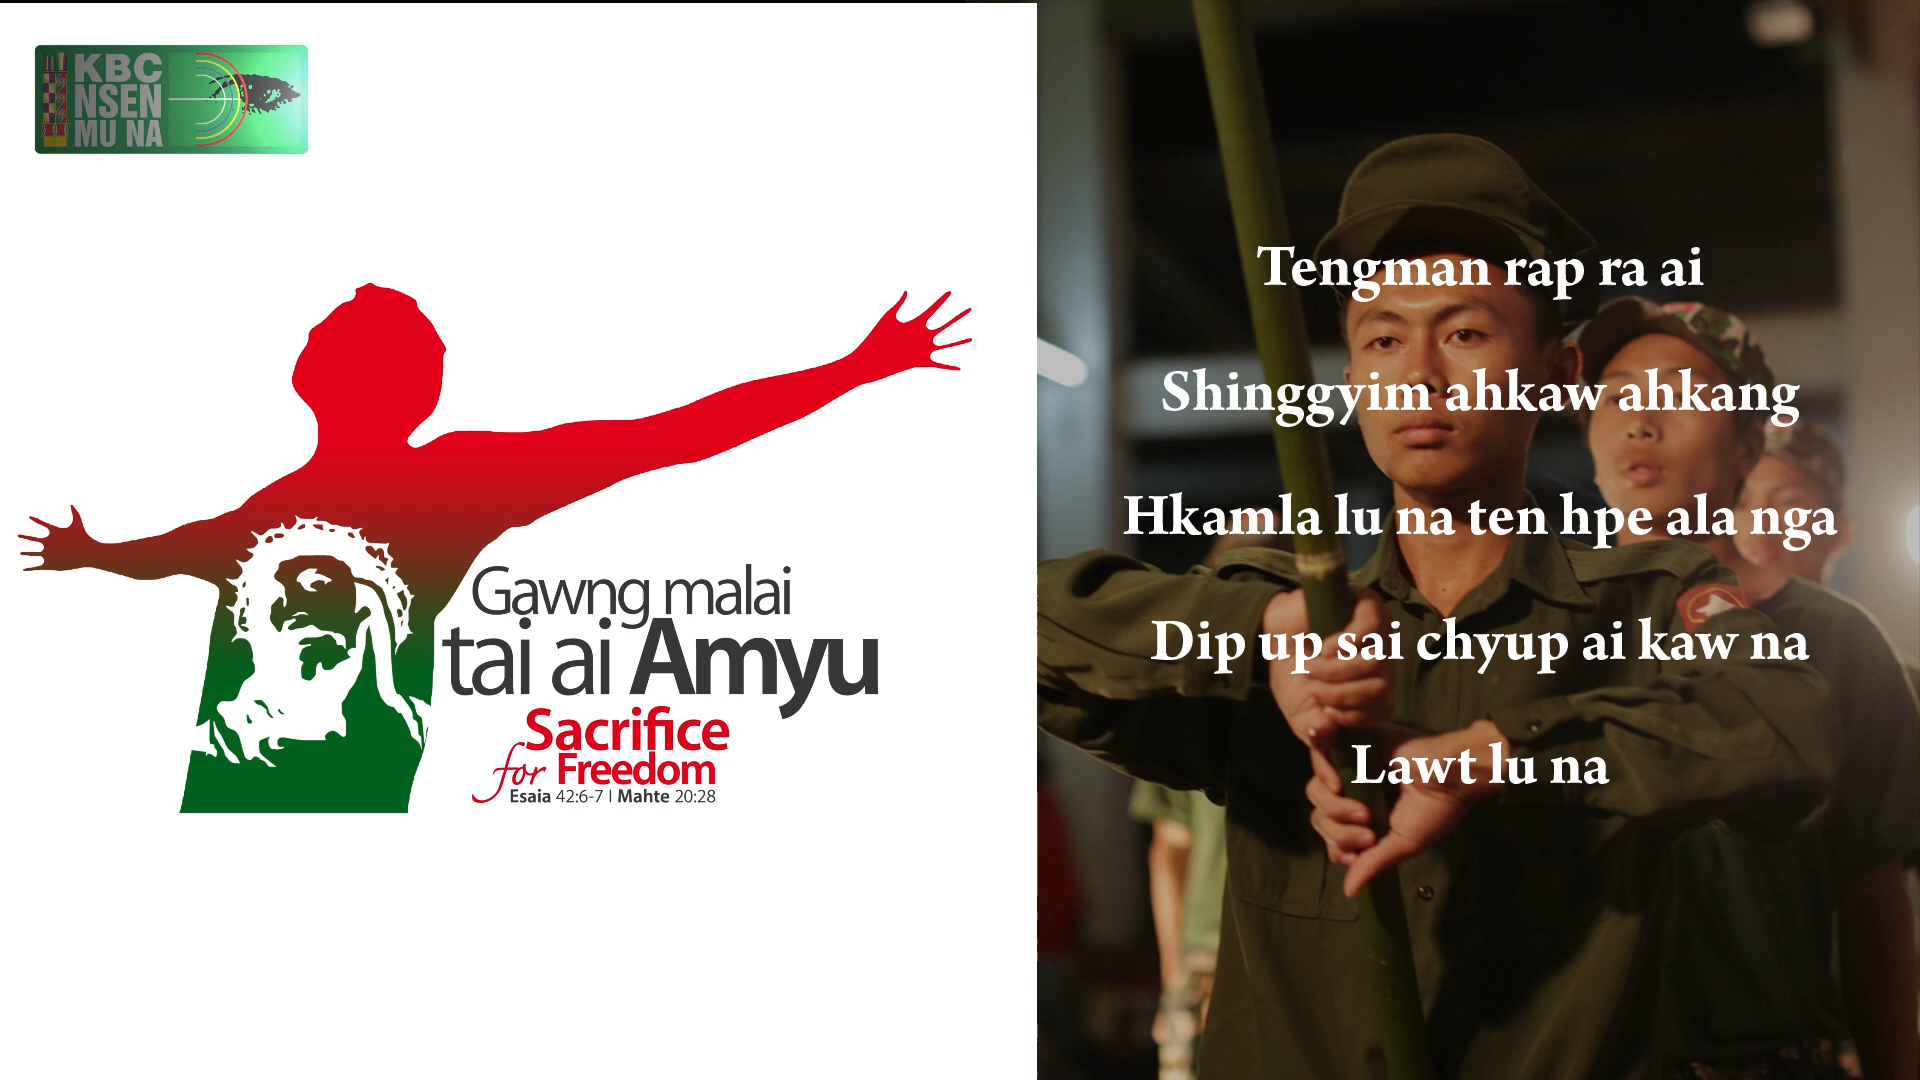 KBC
NSEN
MU NA
Gawng malai
tai ai Amyu
Sacrifice
for Freedom
Esaia 42:6-7 | Mahte 20:28
Tengman rap ra ai
Shinggyim ahkaw ahkang
Hkamla lu na ten hpe ala nga
Dip up sai chyup ai kaw na
Lawt lu na